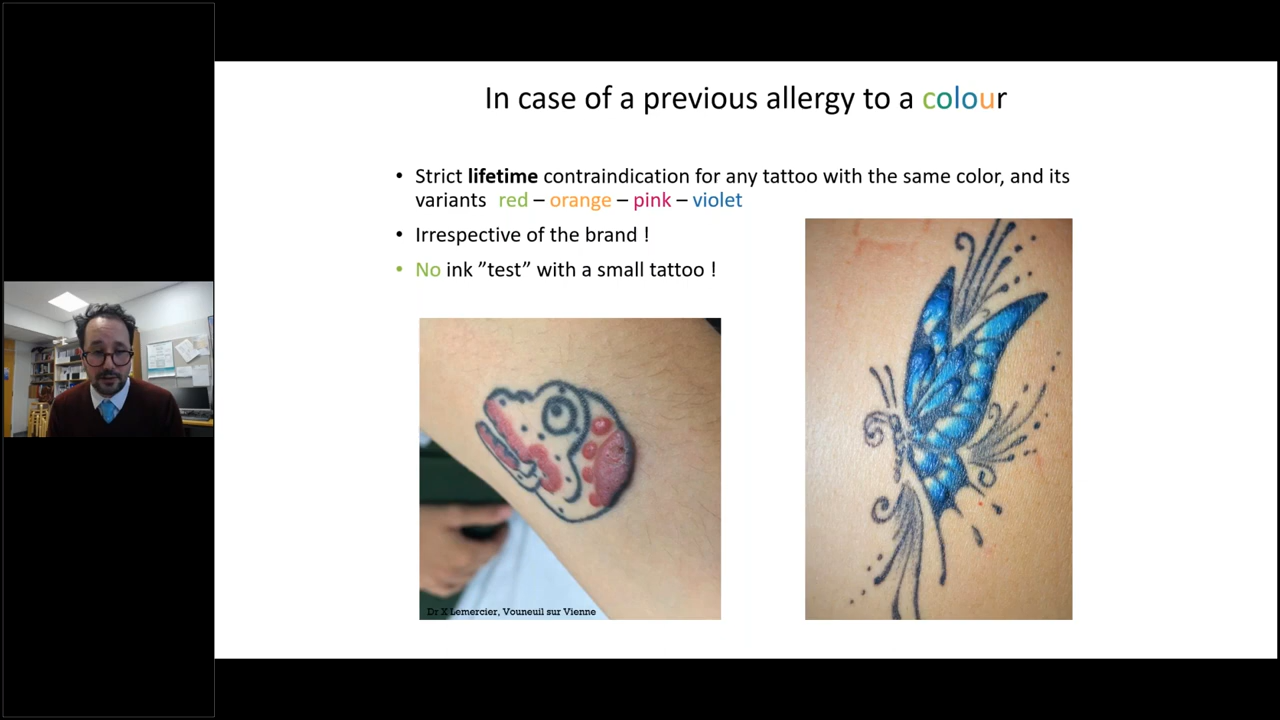 In case of a previous allergy to a colour
• Strict lifetime contraindication for any tattoo with the same color, and its
variants red – orange – pink – violet
• Irrespective of the brand !
• No ink ”test” with a small tattoo !
Dr X Lemercier, Vouneuil sur Vienne